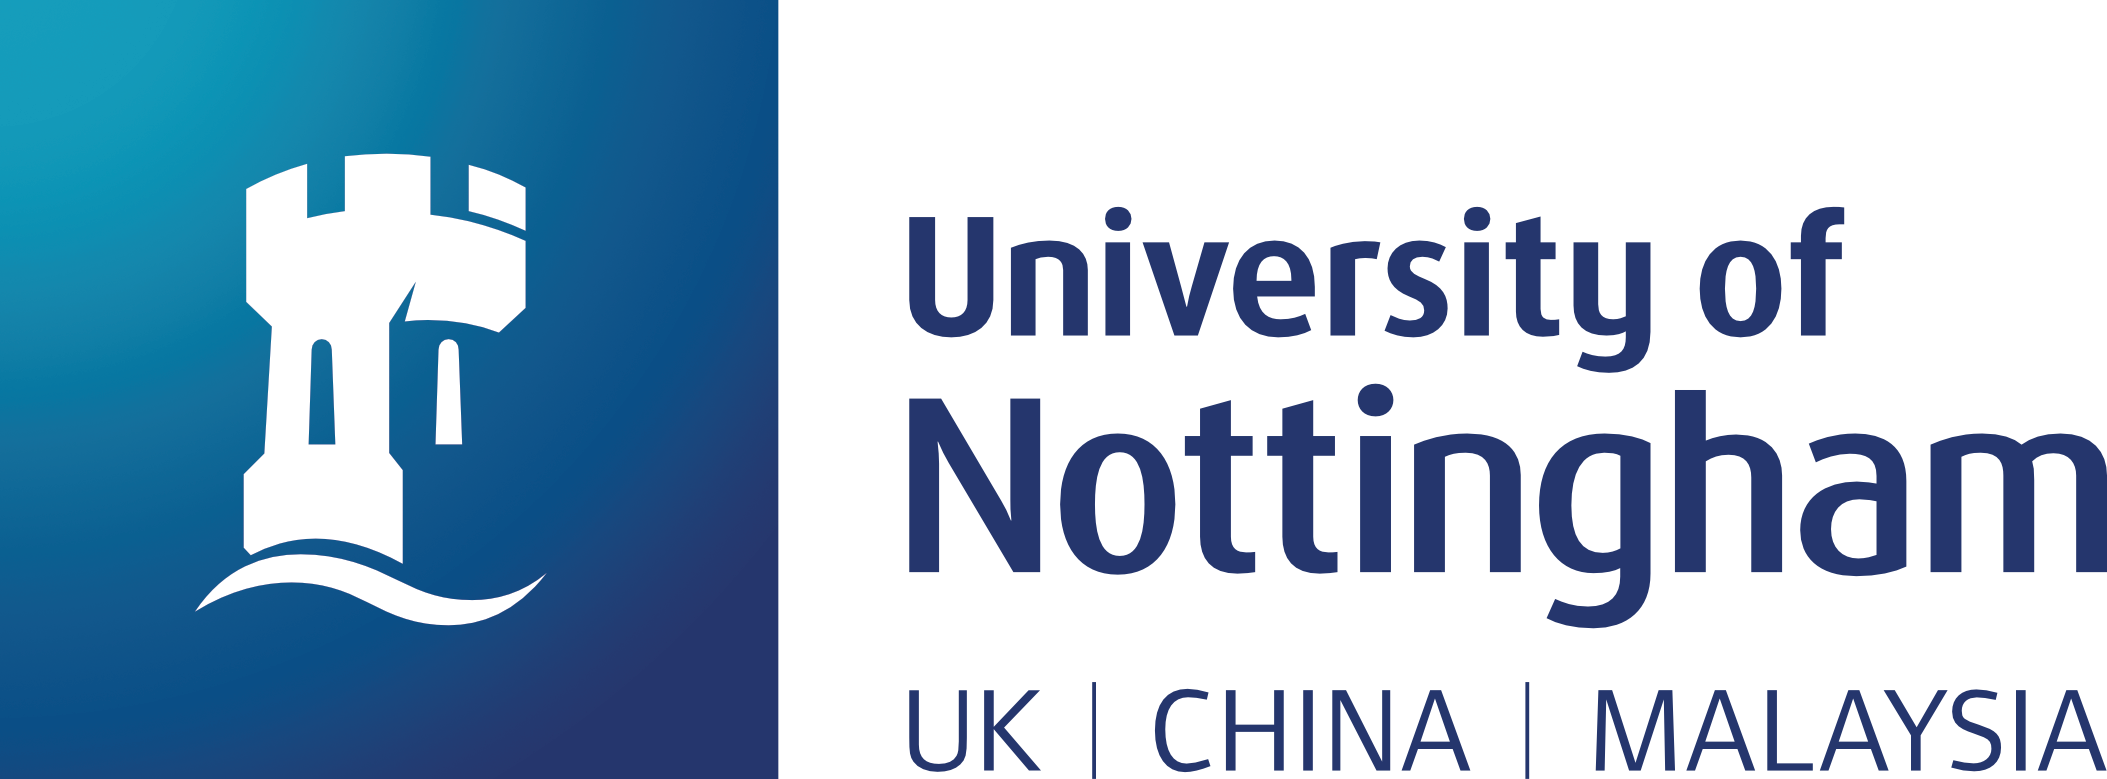 University of
Nottingham
UK | CHINA | MALAYSIA